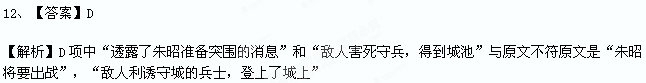 12、【答案】D
【解析】D项中“透露了朱昭准备突围的消息”和“敌人害死守兵，得到城池”与原文不符原文是“朱昭
将要出战”，“敌人利诱守城的兵士，登上了城上”